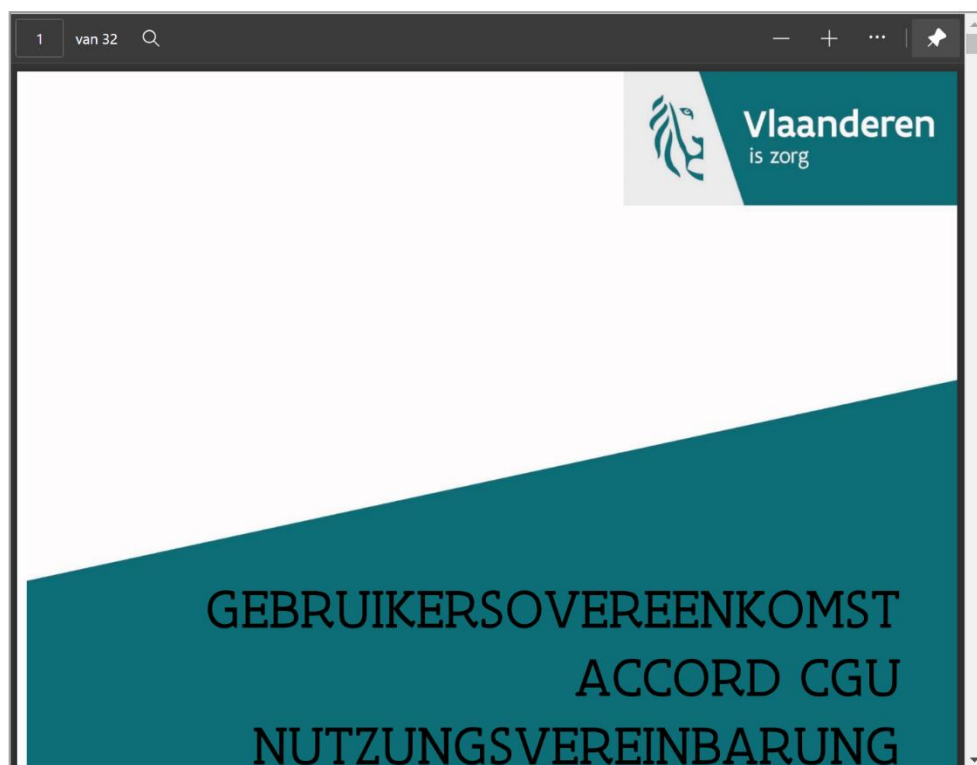 1 van 32
Vlaanderen
is zorg
GEBRUIKERSOVEREENKOMST
ACCORD CGU
NUTZUNGSVEREINBARUNG